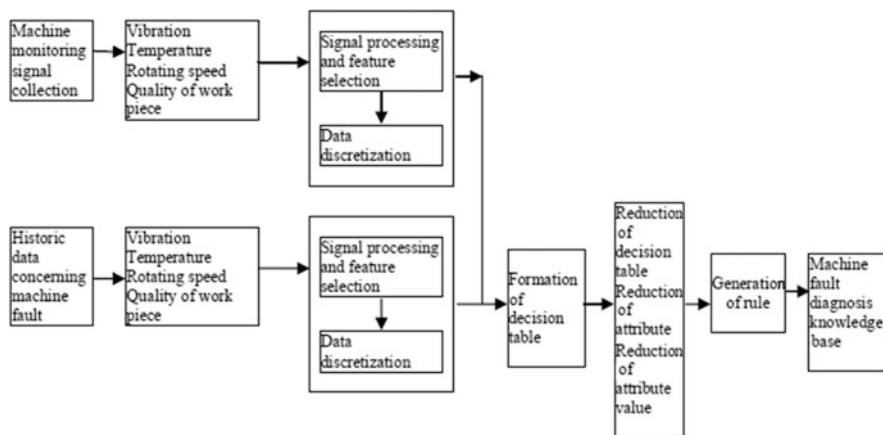 Machine
monitoring
signal
collection
Vibration
Temperature
Rotating speed
Quality of work
piece
Signal processing
and feature
selection
Data
discretization
Historic
data
concerning
machine
fault
Vibration
Temperature
Rotating speed
Quality of work
piece
Signal processing
and feature
selection
Data
discretization
Formation
of
decision
table
Reduction
of
decision
table
Reduction
of
attribute
Reduction
of
attribute
value
Generation
of rule
Machine
fault
diagnosis
knowledge
base